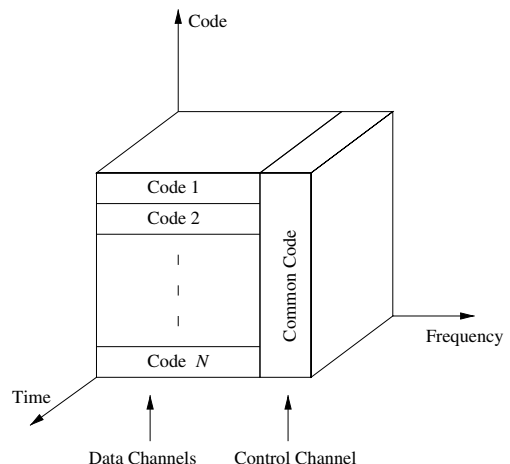 Code
Code 1
Code 2
Common Code
Code N
Frequency
Time
Data Channels
Control Channel